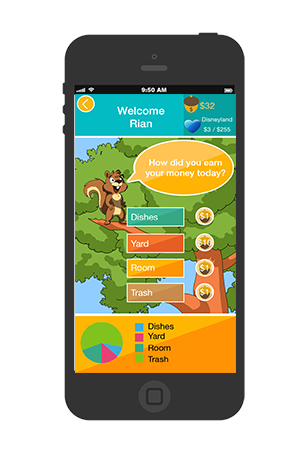 9:50 AM
Welcome
Rian
$32
Disneyland
$3 / $255
How did you earn
your money today?
Dishes
$1
Yard
$10
Room
$1
Trash
$1
Dishes
Yard
Room
Trash